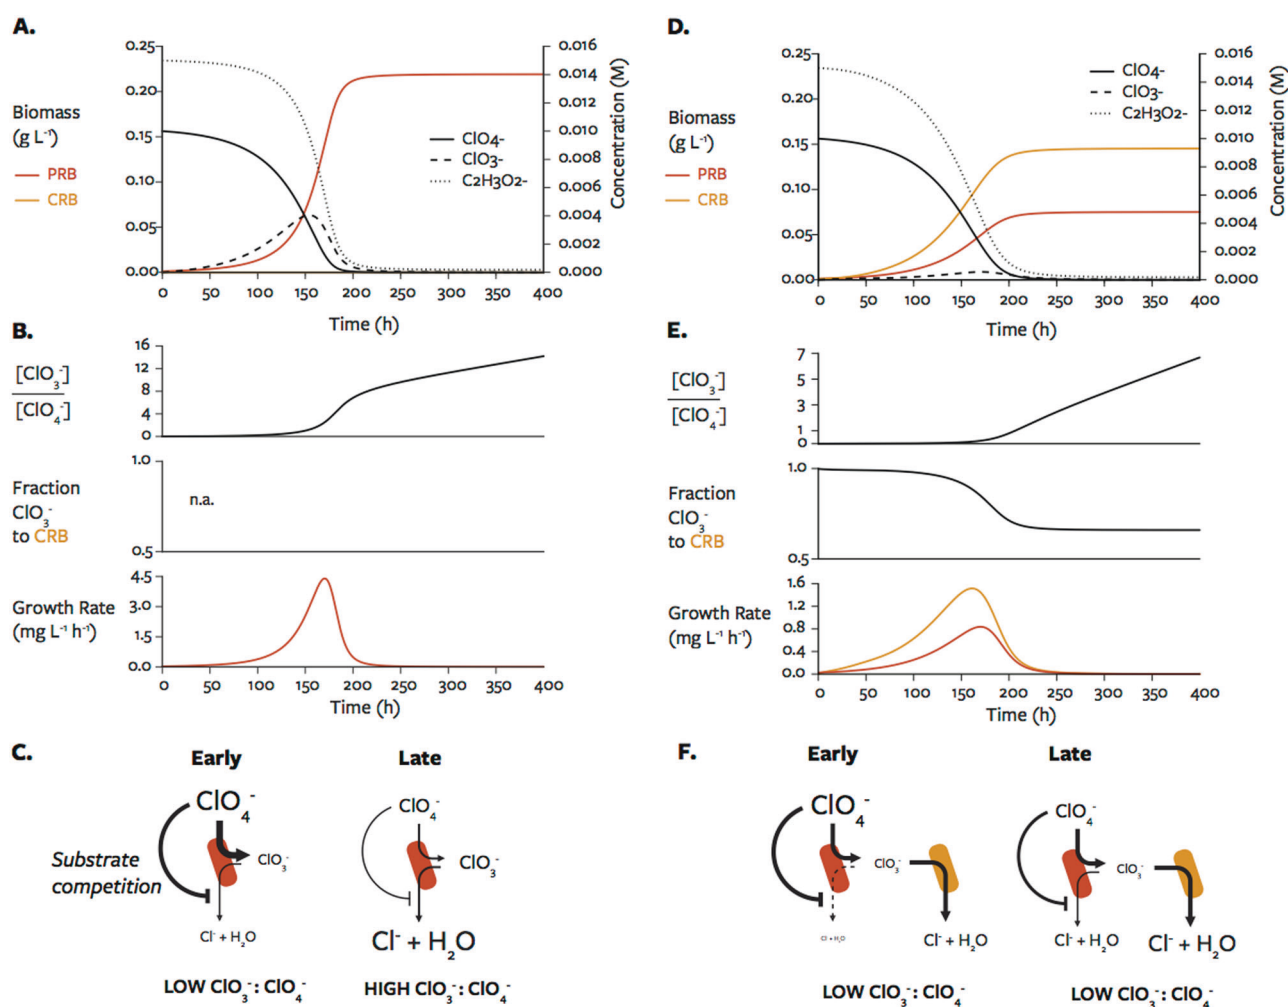 A.
Biomass
(g L⁻¹)
PRB
CRB
0.25
0.20
0.15
0.10
0.05
0.00
0.016
0.014
0.012
0.010
0.008
0.006
0.004
0.002
0.000
Concentration (M)
ClO4-
ClO3-
C2H3O2-
0 50 100 150 200 250 300 350 400
Time (h)
B.
[ClO₃⁻]
[ClO₄⁻]
16
12
8
4
0
Fraction
ClO₃⁻
to CRB
1.0
n.a.
0.5
Growth Rate
(mg L⁻¹ h⁻¹)
4.5
3.0
1.5
0.0
0 50 100 150 200 250 300 350 400
Time (h)
C.
Early Late
Substrate
competition
ClO₄⁻
ClO₃⁻
Cl⁻ + H₂O
ClO₄⁻
ClO₃⁻
Cl⁻ + H₂O
LOW ClO₃⁻: ClO₄⁻
HIGH ClO₃⁻: ClO₄⁻
D.
Biomass
(g L⁻¹)
PRB
CRB
0.25
0.20
0.15
0.10
0.05
0.00
0.016
0.014
0.012
0.010
0.008
0.006
0.004
0.002
0.000
Concentration (M)
ClO4-
ClO3-
C2H3O2-
0 50 100 150 200 250 300 350 400
Time (h)
E.
[ClO₃⁻]
[ClO₄⁻]
7
5
3
1
0
Fraction
ClO₃⁻
to CRB
1.0
0.5
Growth Rate
(mg L⁻¹ h⁻¹)
1.6
1.2
0.8
0.4
0.0
0 50 100 150 200 250 300 350 400
Time (h)
F.
Early Late
ClO₄⁻
ClO₃⁻
Cl⁻ + H₂O
Cl⁻ + H₂O
ClO₄⁻
ClO₃⁻
Cl⁻ + H₂O
Cl⁻ + H₂O
LOW ClO₃⁻: ClO₄⁻
LOW ClO₃⁻: ClO₄⁻